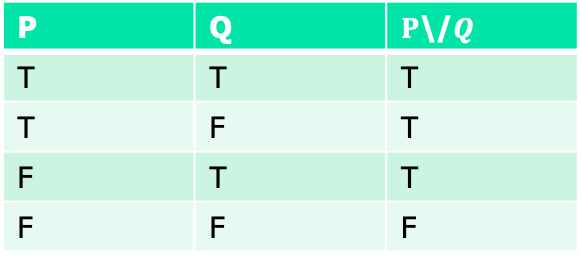 P Q P\/Q
T T T
T F T
F T T
F F F